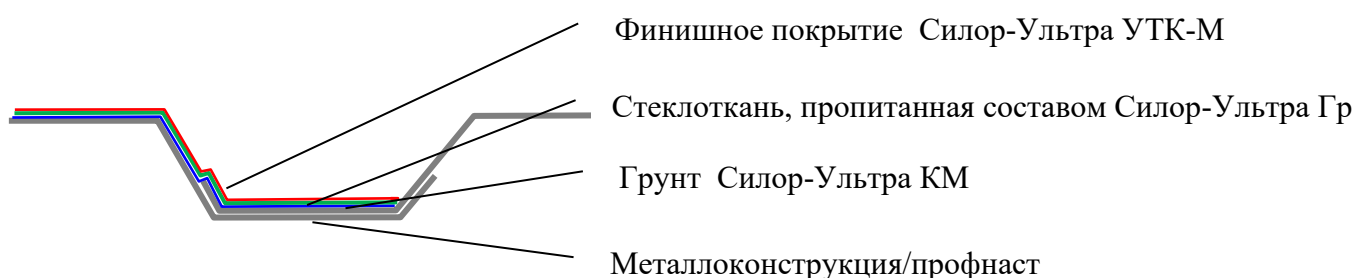 Финишное покрытие Силор-Ультра УТК-М
Стеклоткань, пропитанная составом Силор-Ультра Гр
Грунт Силор-Ультра КМ
Металлоконструкция/профнаст